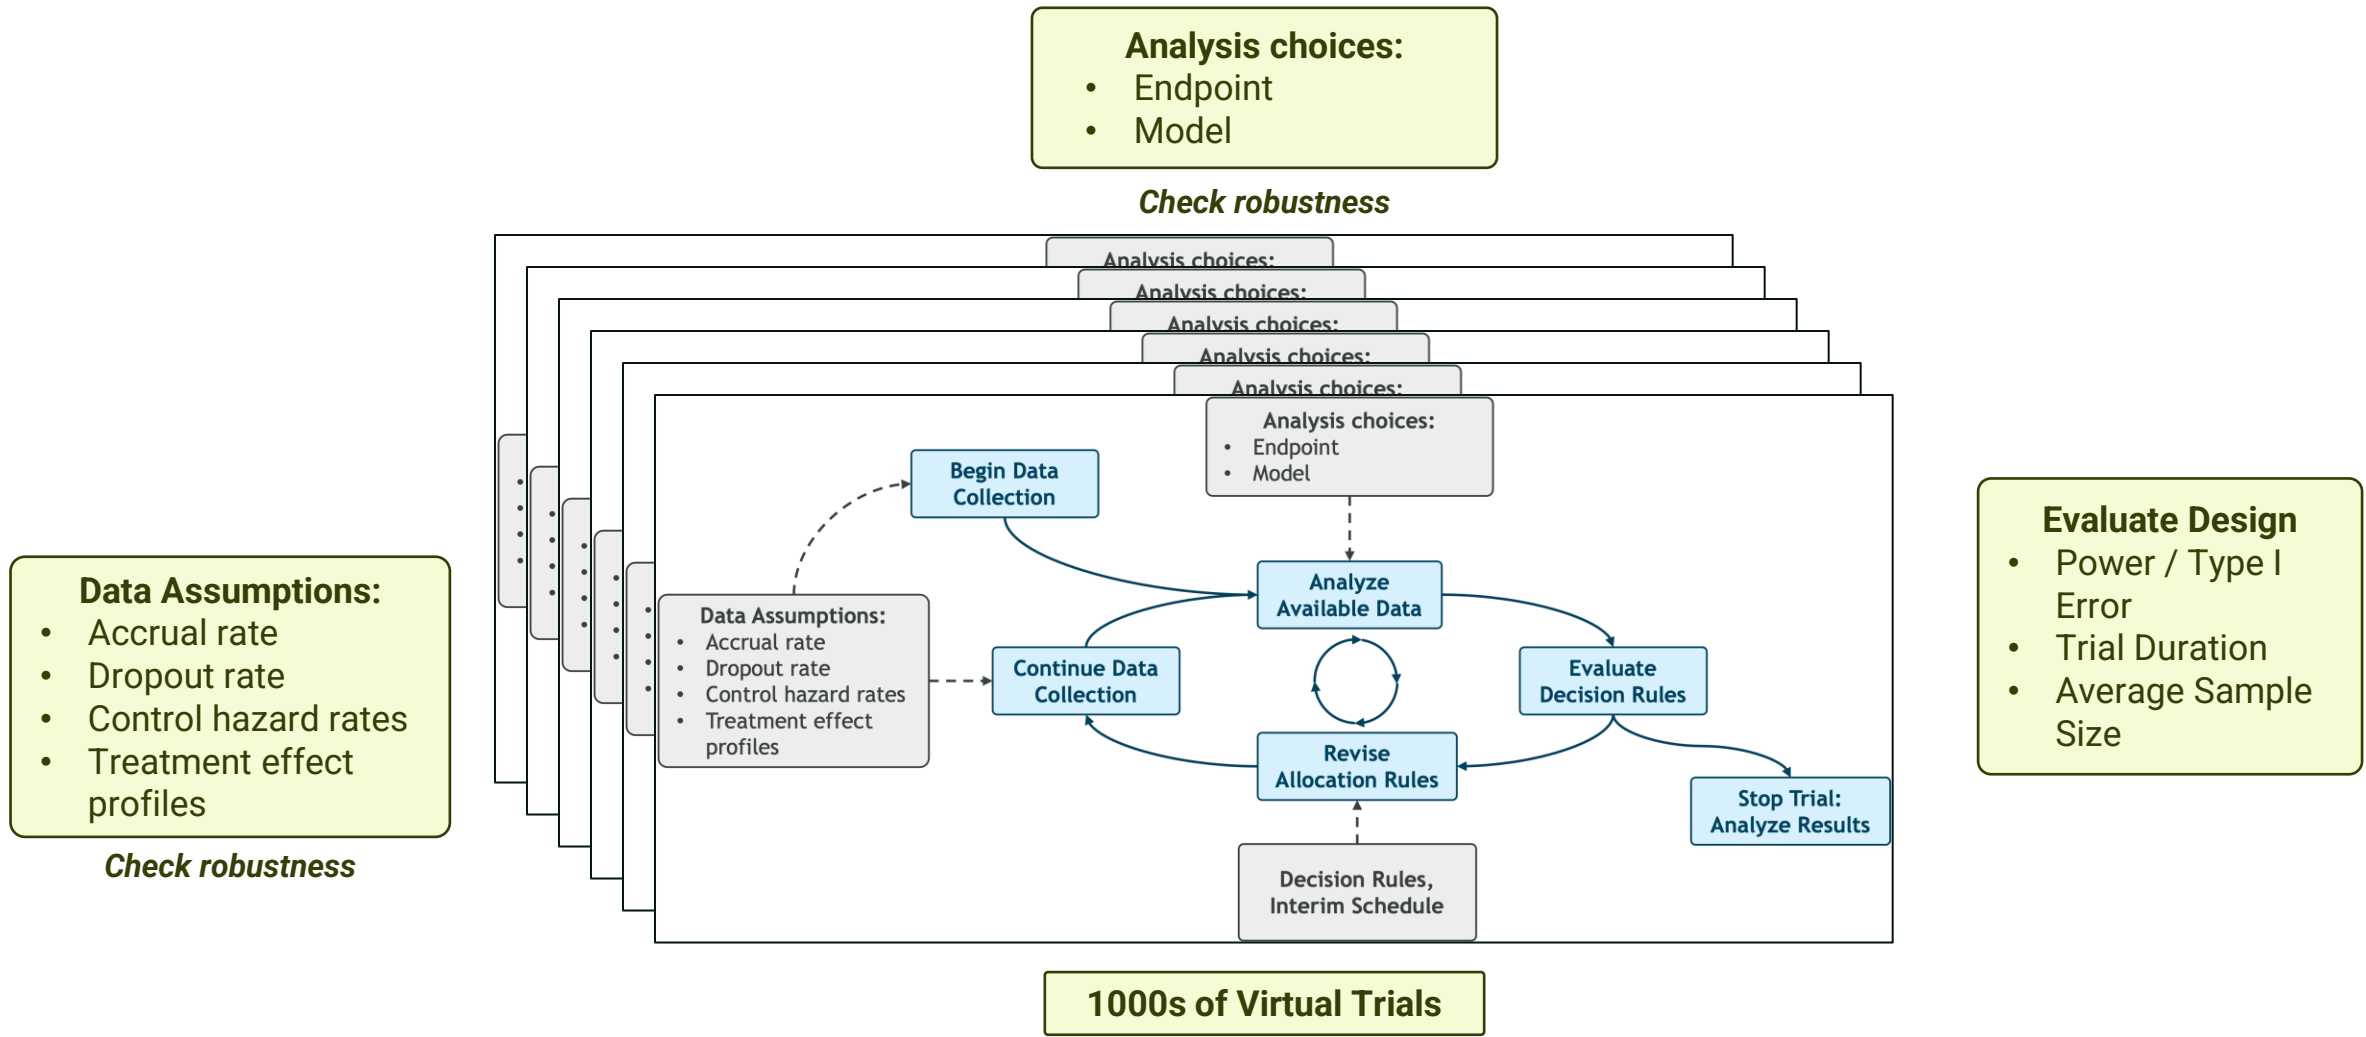 Analysis choices:
• Endpoint
• Model
Check robustness
Analysis choices:
Analysis choices:
Analysis choices:
Analysis choices:
Analysis choices:
Analysis choices:
• Endpoint
• Model
Begin Data
Collection
Analyze
Available Data
Data Assumptions:
• Accrual rate
• Dropout rate
• Control hazard rates
• Treatment effect
profiles
Continue Data
Collection
Evaluate
Decision Rules
Revise
Allocation Rules
Stop Trial:
Analyze Results
Decision Rules,
Interim Schedule
Data Assumptions:
• Accrual rate
• Dropout rate
• Control hazard rates
• Treatment effect
profiles
Check robustness
Evaluate Design
• Power / Type I
Error
• Trial Duration
• Average Sample
Size
1000s of Virtual Trials